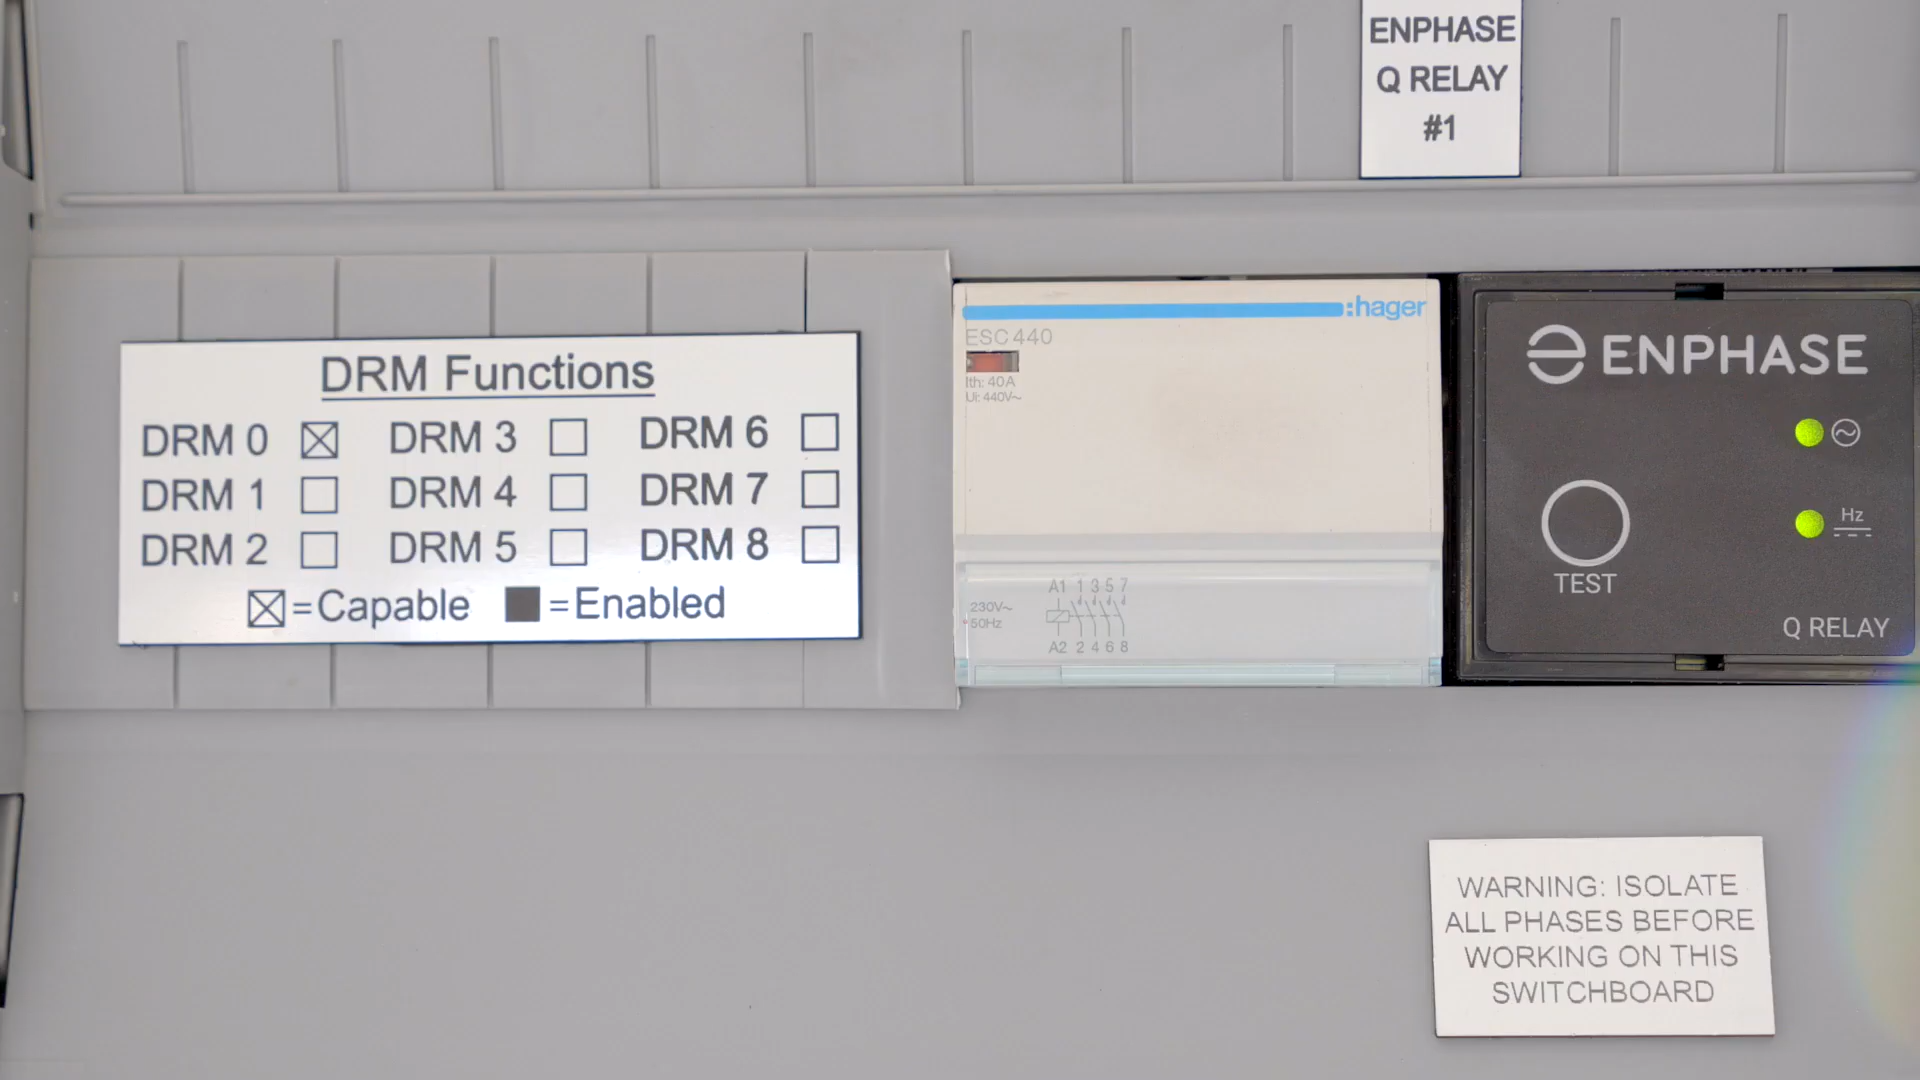 ENPHASE
Q RELAY
#1
DRM Functions
DRM 0 ☒ DRM 3 ☐ DRM 6 ☐
DRM 1 ☐ DRM 4 ☐ DRM 7 ☐
DRM 2 ☐ DRM 5 ☐ DRM 8 ☐
☒=Capable ■=Enabled
:hager
ESC 440
Ith: 40A
Ui: 440V~
A1 1 3 5 7
230V~
50Hz
A2 2 4 6 8
ENPHASE
Hz
TEST
Q RELAY
WARNING: ISOLATE
ALL PHASES BEFORE
WORKING ON THIS
SWITCHBOARD